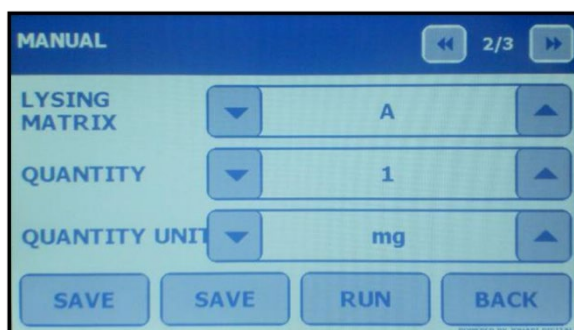 MANUAL 2/3
LYSING
MATRIX
A
QUANTITY 1
QUANTITY UNIT mg
SAVE SAVE RUN BACK